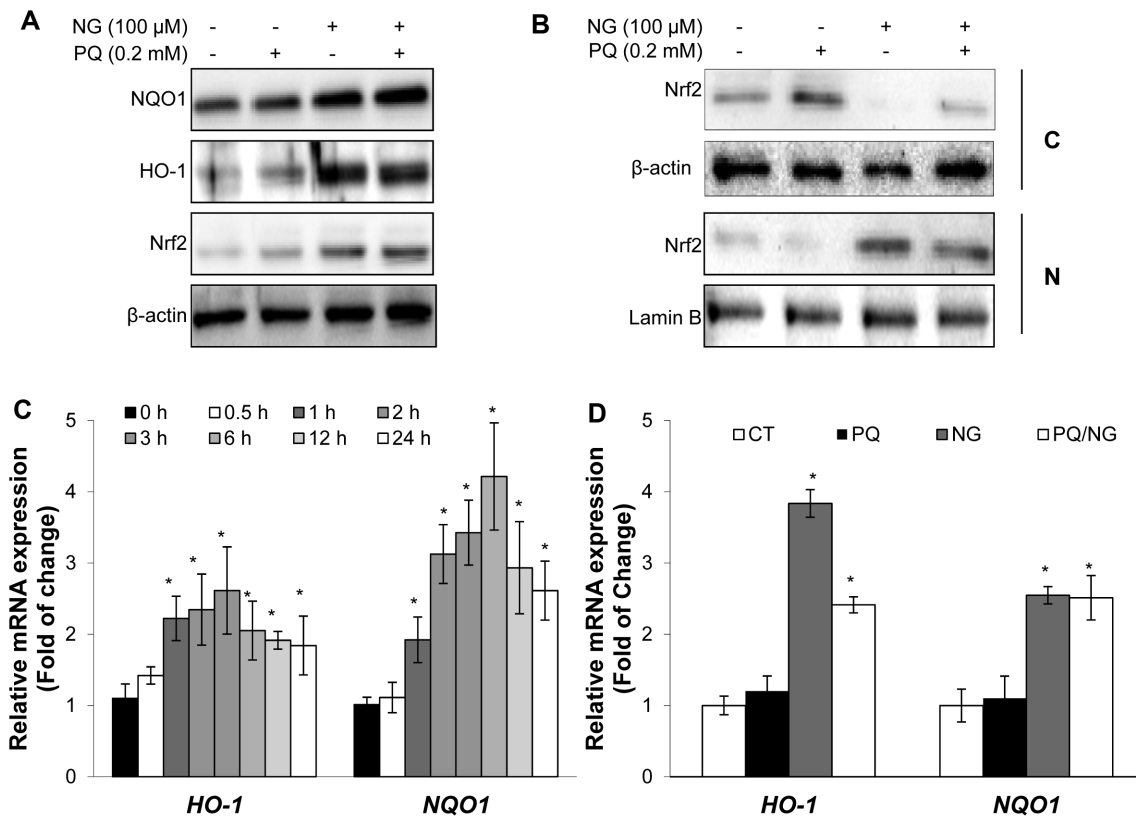 A
NG (100 µM) - - + +
PQ (0.2 mM) - + - +
NQO1
HO-1
Nrf2
β-actin
B
NG (100 µM) - - + +
PQ (0.2 mM) - + - +
Nrf2
β-actin
C
Nrf2
Lamin B
N
C
0 h 0.5 h 1 h 2 h
3 h 6 h 12 h 24 h
Relative mRNA expression
(Fold of change)
5
4
3
2
1
0
* * * * * *
* * * * * *
HO-1 NQO1
D
CT PQ NG PQ/NG
Relative mRNA expression
(Fold of Change)
5
4
3
2
1
0
* * * *
HO-1 NQO1